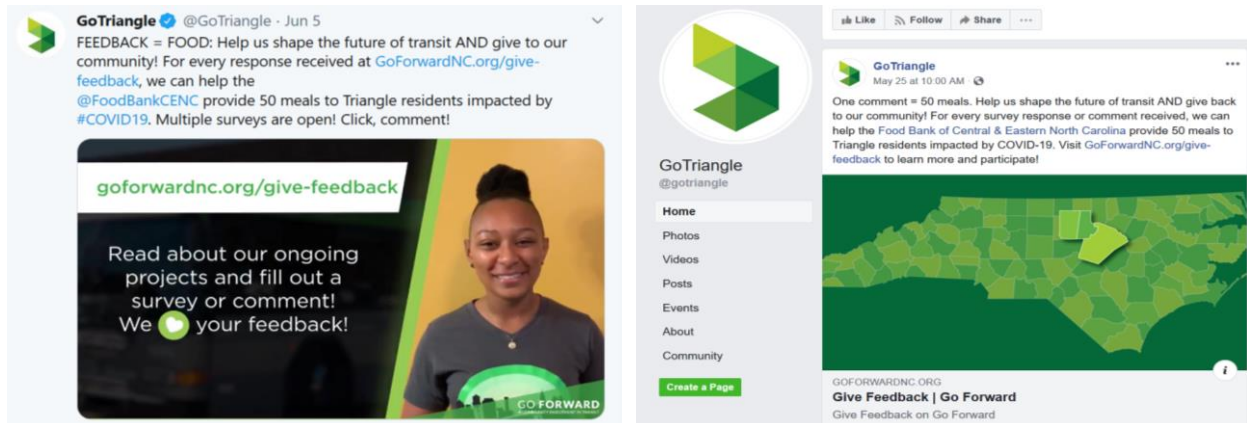 GoTriangle @GoTriangle · Jun 5
FEEDBACK = FOOD: Help us shape the future of transit AND give to our
community! For every response received at GoForwardNC.org/give-
feedback, we can help the
@FoodBankCENC provide 50 meals to Triangle residents impacted by
#COVID19. Multiple surveys are open! Click, comment!
goforwardnc.org/give-feedback
Read about our ongoing
projects and fill out a
survey or comment!
We your feedback!
GO FORWARD
GoTriangle
@gotriangle
Home
Photos
Videos
Posts
Events
About
Community
Create a Page
Like Follow Share ...
GoTriangle
May 25 at 10:00 AM ·
One comment = 50 meals. Help us shape the future of transit AND give back
to our community! For every survey response or comment received, we can
help the Food Bank of Central & Eastern North Carolina provide 50 meals to
Triangle residents impacted by COVID-19. Visit GoForwardNC.org/give-
feedback to learn more and participate!
i
GOFORWARDNC.ORG
Give Feedback | Go Forward
Give Feedback on Go Forward